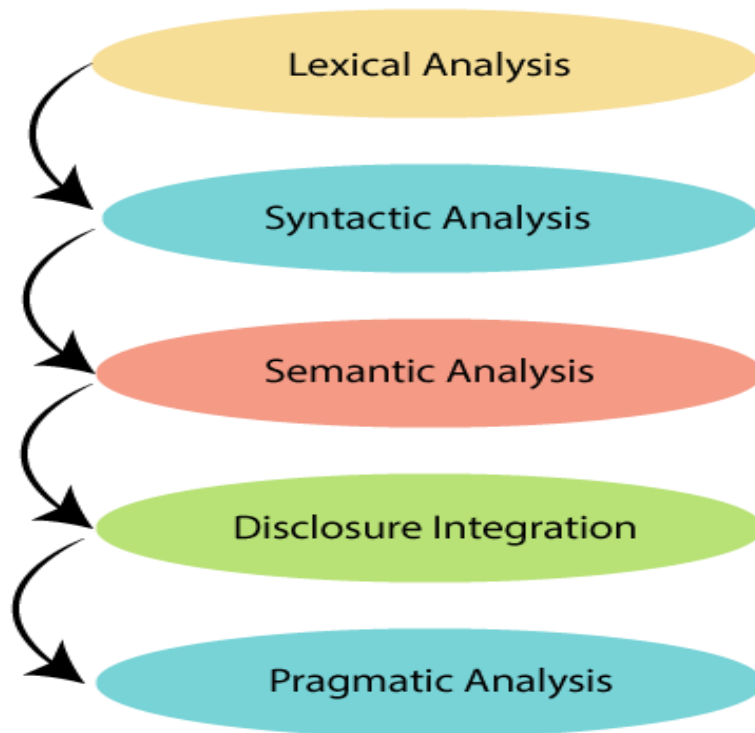 Lexical Analysis
Syntactic Analysis
Semantic Analysis
Disclosure Integration
Pragmatic Analysis